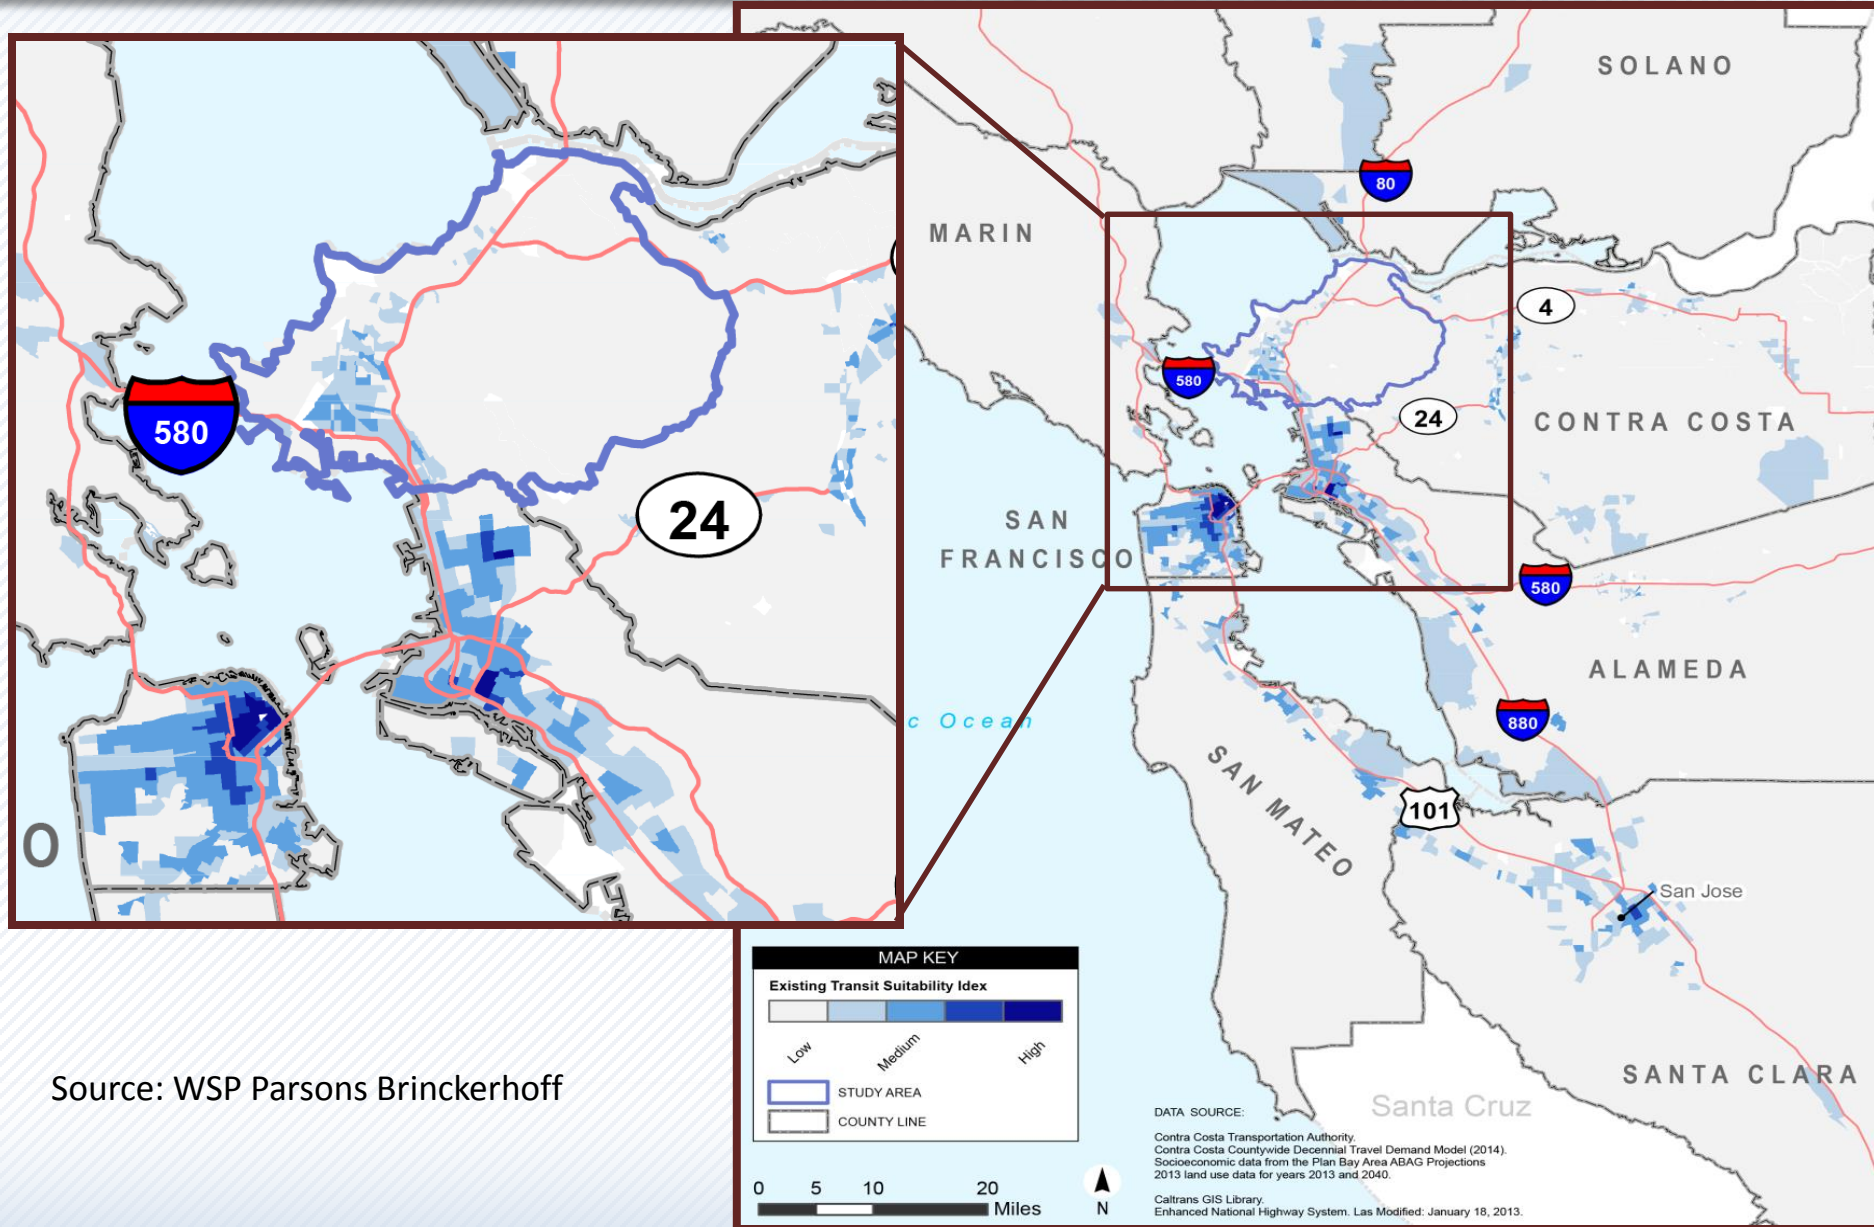 580
24
O
Source: WSP Parsons Brinckerhoff
SOLANO
80
MARIN
4
580
24
CONTRA COSTA
SAN
FRANCISCO
580
ALAMEDA
c Ocean
880
SAN MATEO
101
San Jose
SANTA CLARA
Santa Cruz
MAP KEY
Existing Transit Suitability Idex
Low
Medium
High
STUDY AREA
COUNTY LINE
0 5 10 20
Miles
N
DATA SOURCE:
Contra Costa Transportation Authority.
Contra Costa Countywide Decennial Travel Demand Model (2014).
Socioeconomic data from the Plan Bay Area ABAG Projections
2013 land use data for years 2013 and 2040.
Caltrans GIS Library.
Enhanced National Highway System. Las Modified: January 18, 2013.